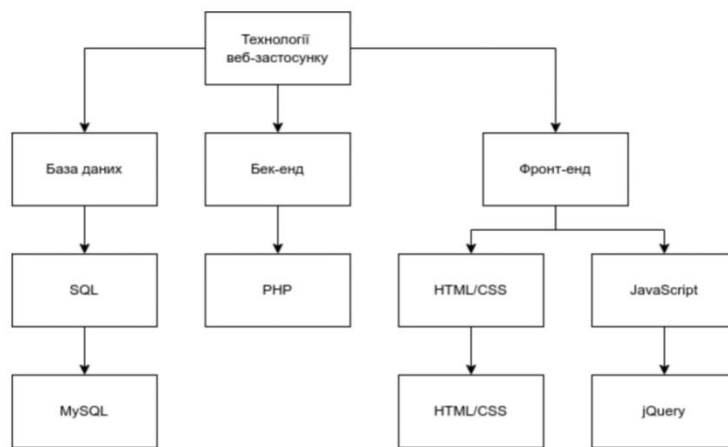 Технології
веб-застосунку
База даних
Бек-енд
Фронт-енд
SQL
PHP
HTML/CSS
JavaScript
MySQL
HTML/CSS
jQuery